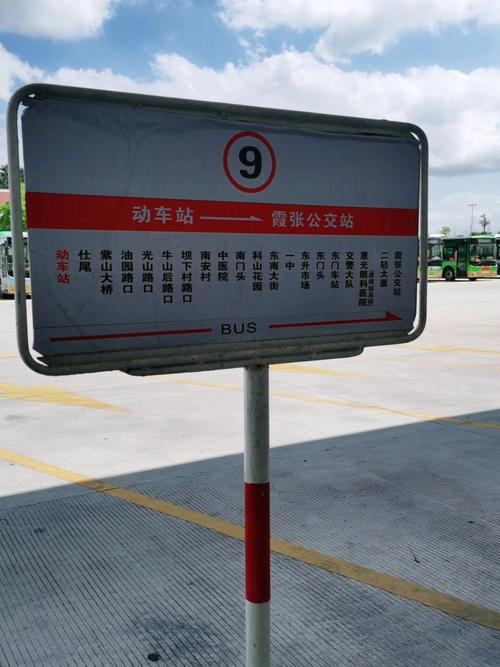 9
动车站 霞张公交站
动车站
仕尾
紫山大桥
油园路口
光山路口
牛山后路口
坝下村路口
南安村
中医院
南门头
科山花园
东南大街
一中
东升市场
东门头
东门车站
交警大队
惠光眼科医院
二轻大厦
霞张公交站
BUS